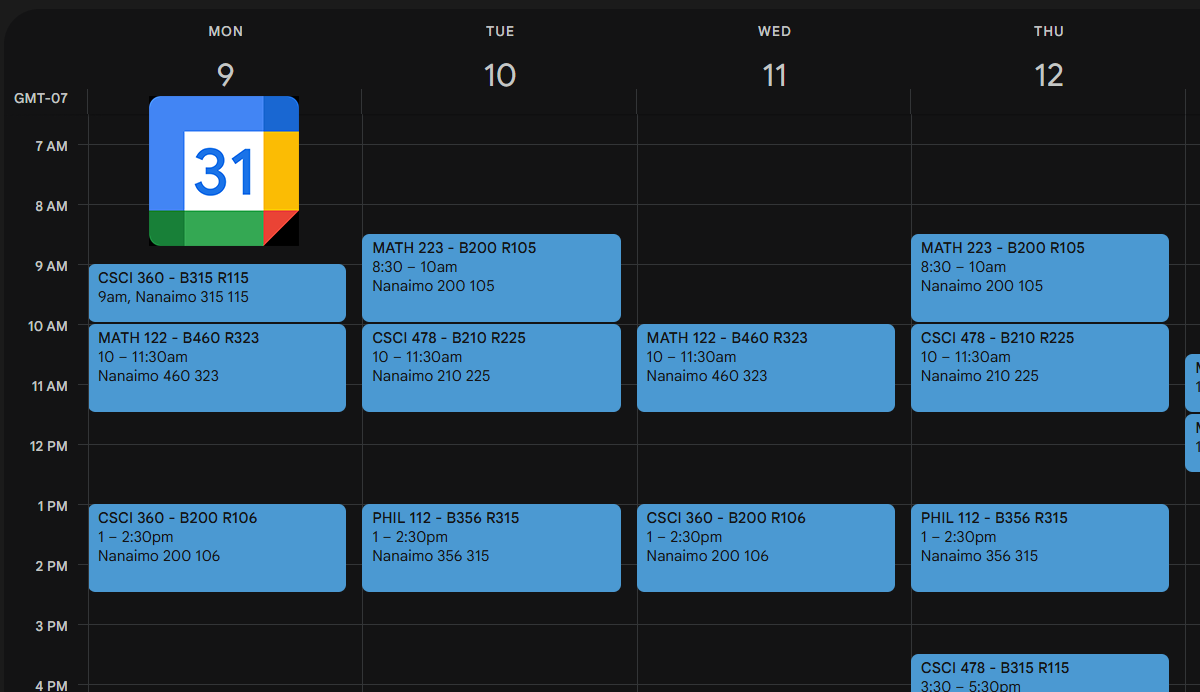 MON
9
TUE
10
WED
11
THU
12
GMT-07
31
7 AM
8 AM
9 AM
10 AM
11 AM
12 PM
1 PM
2 PM
3 PM
4 PM
CSCI 360 - B315 R115
9am, Nanaimo 315 115
MATH 122 - B460 R323
10 – 11:30am
Nanaimo 460 323
CSCI 360 - B200 R106
1 – 2:30pm
Nanaimo 200 106
MATH 223 - B200 R105
8:30 – 10am
Nanaimo 200 105
CSCI 478 - B210 R225
10 – 11:30am
Nanaimo 210 225
PHIL 112 - B356 R315
1 – 2:30pm
Nanaimo 356 315
MATH 122 - B460 R323
10 – 11:30am
Nanaimo 460 323
CSCI 360 - B200 R106
1 – 2:30pm
Nanaimo 200 106
MATH 223 - B200 R105
8:30 – 10am
Nanaimo 200 105
CSCI 478 - B210 R225
10 – 11:30am
Nanaimo 210 225
PHIL 112 - B356 R315
1 – 2:30pm
Nanaimo 356 315
CSCI 478 - B315 R115
3:30 – 5:30pm